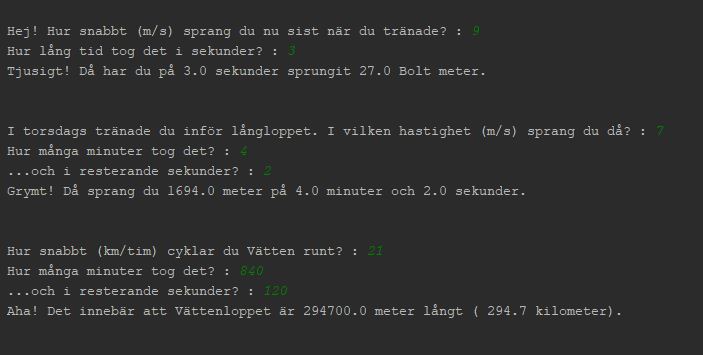 Hej! Hur snabbt (m/s) sprang du nu sist när du tränade? : 9
Hur lång tid tog det i sekunder? : 3
Tjusigt! Då har du på 3.0 sekunder sprungit 27.0 Bolt meter.
I torsdags tränade du inför långloppet. I vilken hastighet (m/s) sprang du då? : 7
Hur många minuter tog det? : 4
...och i resterande sekunder? : 2
Grymt! Då sprang du 1694.0 meter på 4.0 minuter och 2.0 sekunder.
Hur snabbt (km/tim) cyklar du Vätten runt? : 21
Hur många minuter tog det? : 840
...och i resterande sekunder? : 120
Aha! Det innebär att Vättenloppet är 294700.0 meter långt ( 294.7 kilometer).